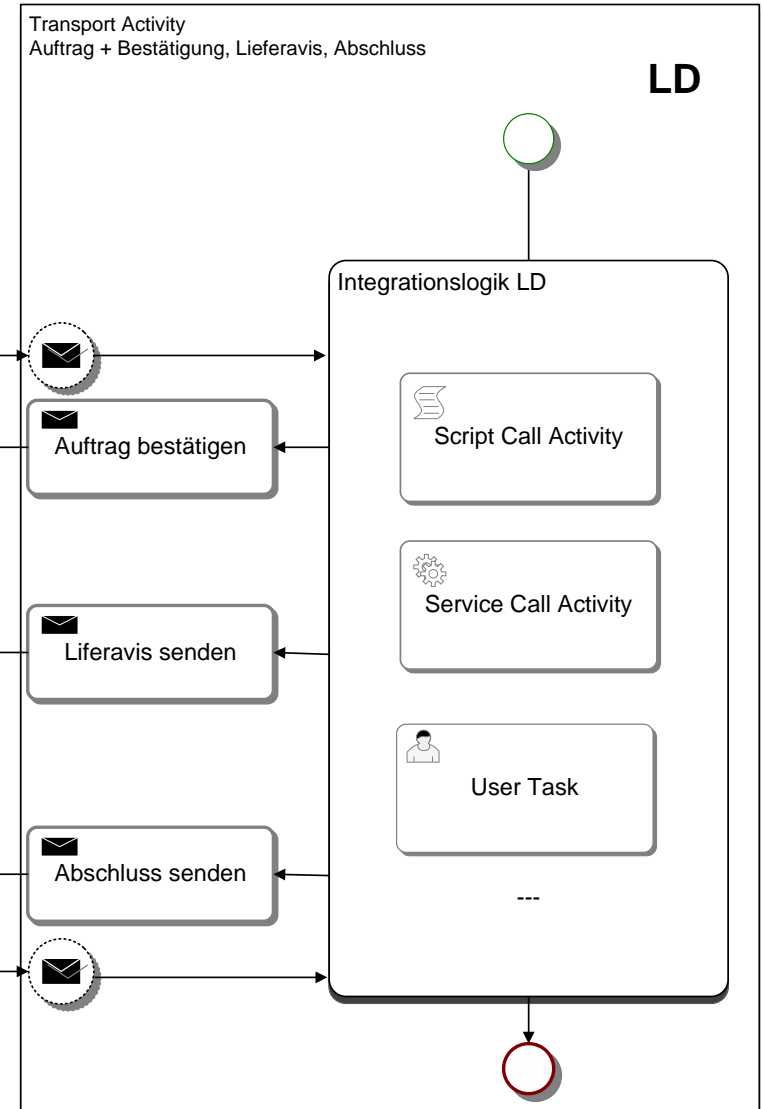 Transport Activity
Auftrag + Bestätigung, Lieferavis, Abschluss
LD
Integrationslogik LD
Script Call Activity
Auftrag bestätigen
Service Call Activity
Liferavis senden
User Task
Abschluss senden
---